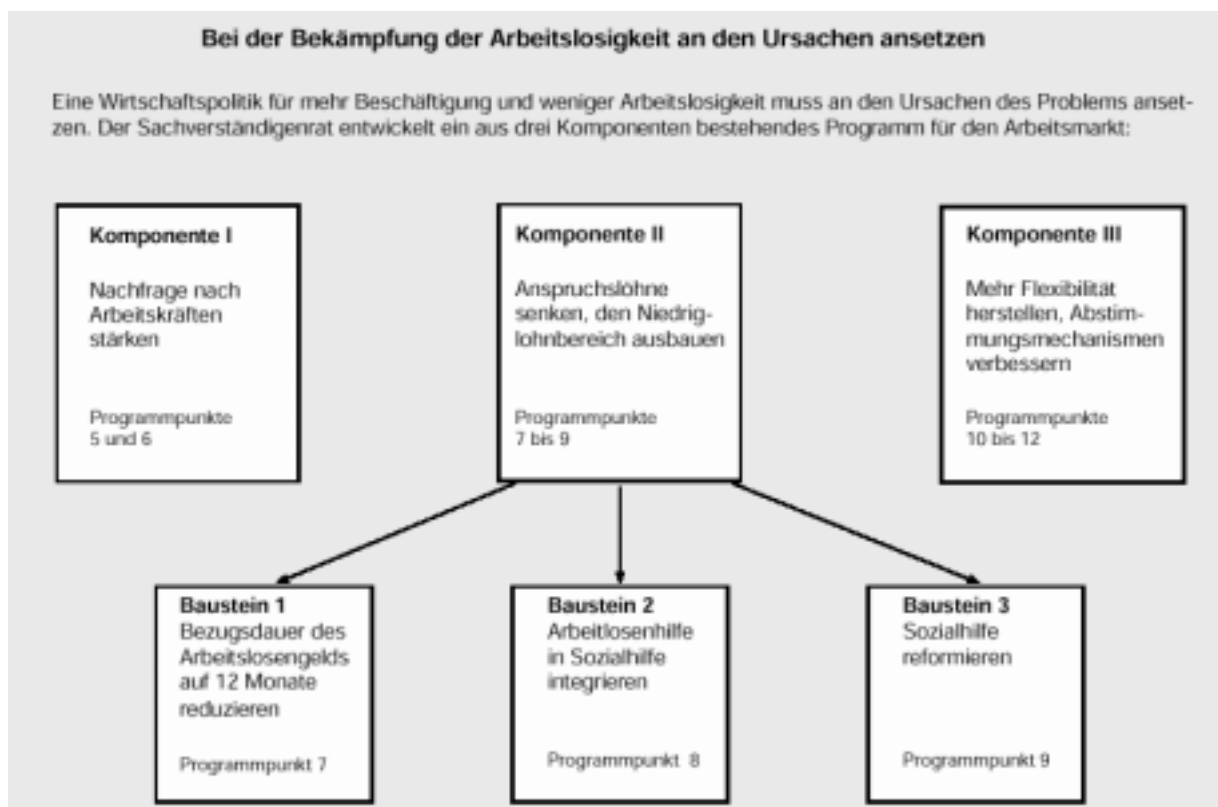 Bei der Bekämpfung der Arbeitslosigkeit an den Ursachen ansetzen
Eine Wirtschaftspolitik für mehr Beschäftigung und weniger Arbeitslosigkeit muss an den Ursachen des Problems anset-
zen. Der Sachverständigenrat entwickelt ein aus drei Komponenten bestehendes Programm für den Arbeitsmarkt:
Komponente I
Nachfrage nach
Arbeitskräften
stärken
Programmpunkte
5 und 6
Komponente II
Anspruchslöhne
senken, den Niedrig-
lohnbereich ausbauen
Programmpunkte
7 bis 9
Komponente III
Mehr Flexibilität
herstellen, Abstim-
mungsmechanismen
verbessern
Programmpunkte
10 bis 12
Baustein 1
Bezugsdauer des
Arbeitslosengelds
auf 12 Monate
reduzieren
Programmpunkt 7
Baustein 2
Arbeitlosenhilfe
in Sozialhilfe
integrieren
Programmpunkt 8
Baustein 3
Sozialhilfe
reformieren
Programmpunkt 9